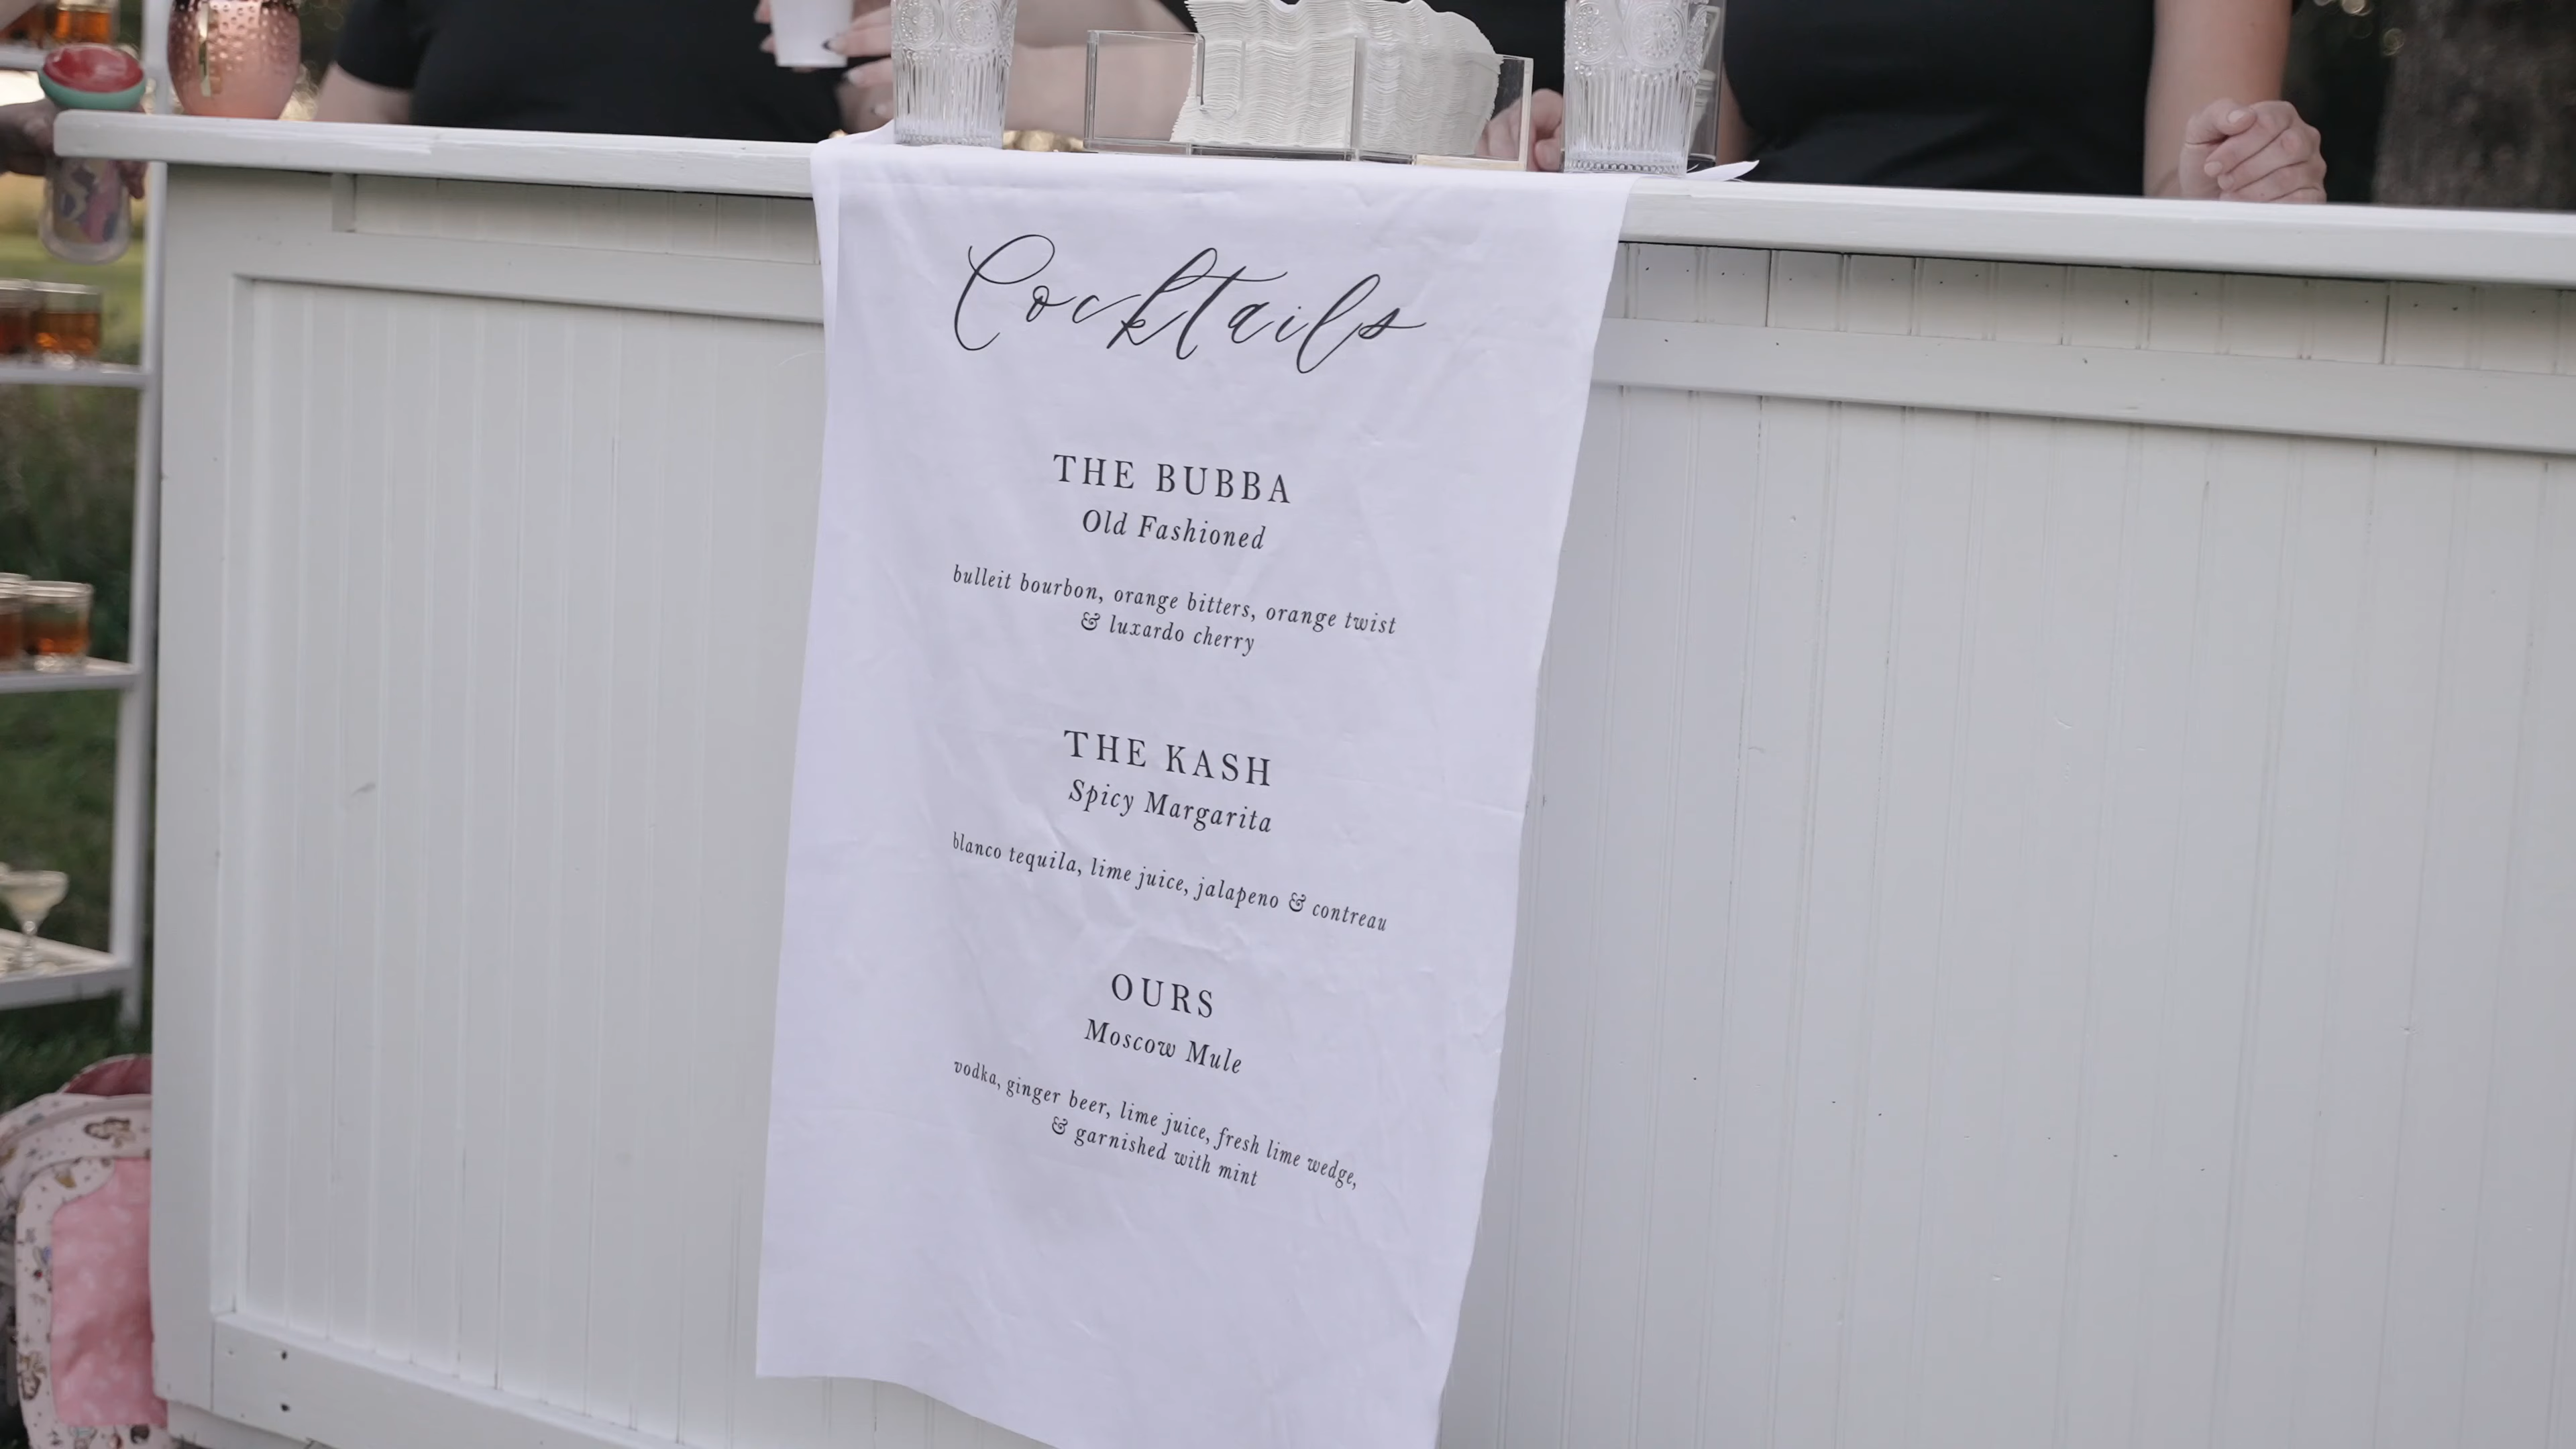 Cocktails
THE BUBBA
Old Fashioned
bulleit bourbon, orange bitters, orange twist
& luxardo cherry
THE KASH
Spicy Margarita
blanco tequila, lime juice, jalapeno & contreau
OURS
Moscow Mule
vodka, ginger beer, lime juice, fresh lime wedge,
& garnished with mint